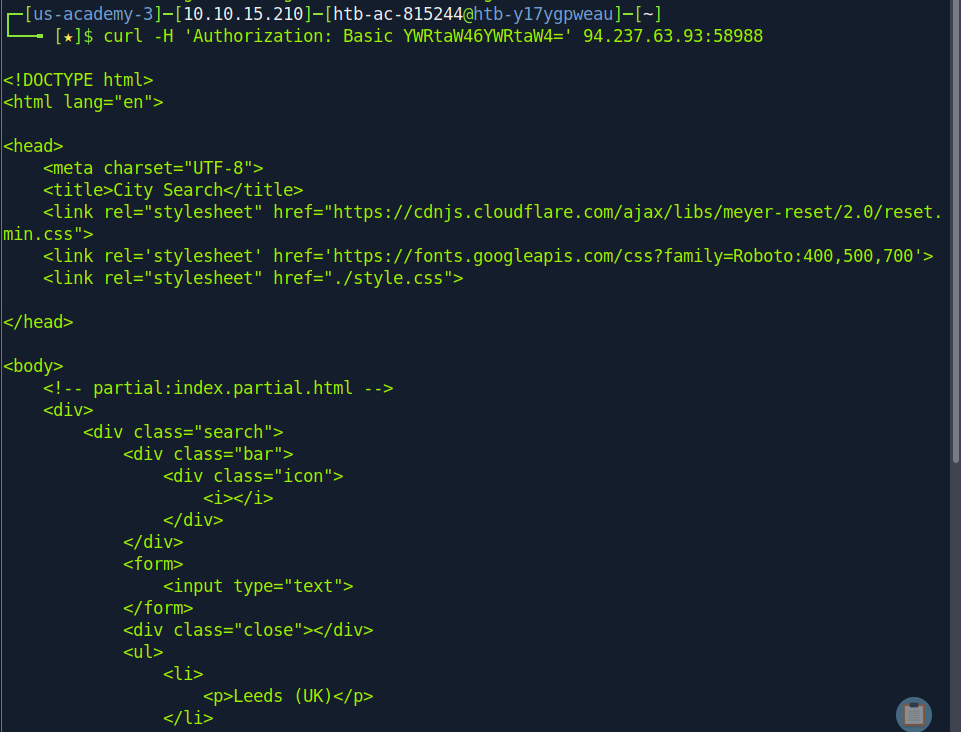 ┌─[us-academy-3]─[10.10.15.210]─[htb-ac-815244@htb-y17ygpweau]─[~]
└──╼ [★]$ curl -H 'Authorization: Basic YWRtaW46YWRtaW4=' 94.237.63.93:58988
<!DOCTYPE html>
<html lang="en">
<head>
    <meta charset="UTF-8">
    <title>City Search</title>
    <link rel="stylesheet" href="https://cdnjs.cloudflare.com/ajax/libs/meyer-reset/2.0/reset.
min.css">
    <link rel='stylesheet' href='https://fonts.googleapis.com/css?family=Roboto:400,500,700'>
    <link rel="stylesheet" href="./style.css">
</head>
<body>
    <!-- partial:index.partial.html -->
    <div>
        <div class="search">
            <div class="bar">
                <div class="icon">
                    <i></i>
                </div>
            </div>
            <form>
                <input type="text">
            </form>
            <div class="close"></div>
            <ul>
                <li>
                    <p>Leeds (UK)</p>
                </li>